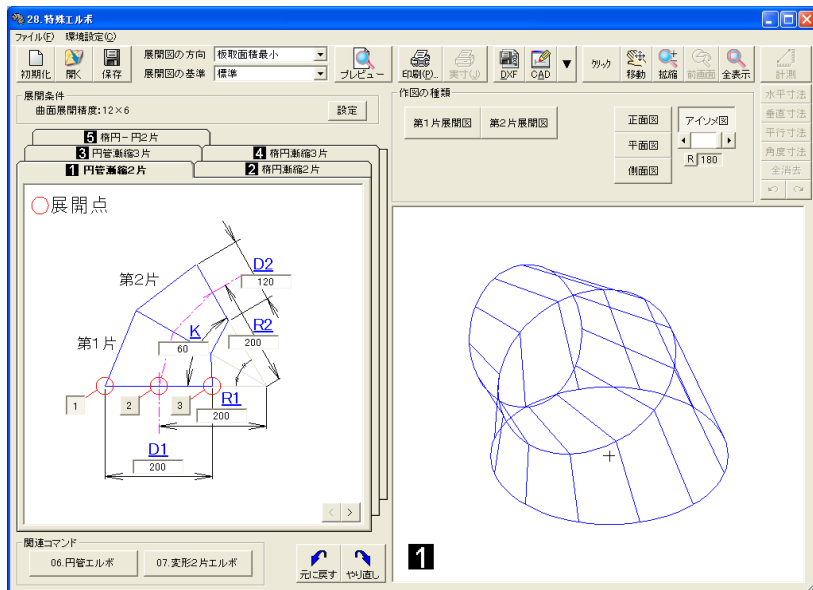 28.特殊エルボ
ファイル(F) 環境設定(C)
初期化 開く 保存
展開図の方向 板取面積最小
展開図の基準 標準
プレビュー
印刷(P)... 実寸(J) DXF CAD ▼ クリック 移動 拡縮 前画面 全表示 計測
展開条件
曲面展開精度:12×6
設定
5 楕円-円2片
3 円管漸縮3片 4 楕円漸縮3片
1 円管漸縮2片 2 楕円漸縮2片
展開点
第2片
第1片
D2
120
K
60
R2
200
1 2 3
R1
200
D1
200
< >
関連コマンド
06.円管エルボ 07.変形2片エルボ
元に戻す やり直し
作図の種類
第1片展開図 第2片展開図
正面図
平面図
側面図
アイソメ図
R 180
水平寸法
垂直寸法
平行寸法
角度寸法
全消去
1